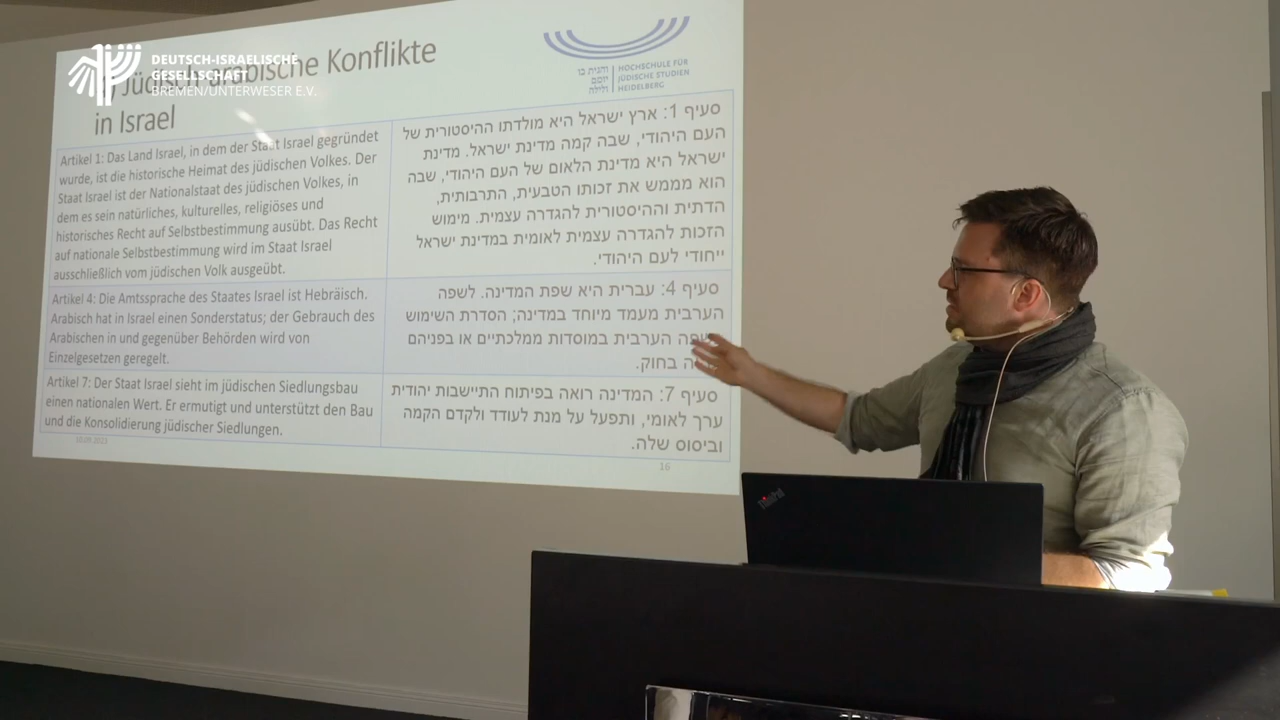 DEUTSCH-ISRAELISCHE
GESELLSCHAFT
BREMEN/UNTERWESER E.V.
Jüdisch-arabische Konflikte
in Israel
והגית בו
יומם
ולילה
HOCHSCHULE FÜR
JÜDISCHE STUDIEN
HEIDELBERG
Artikel 1: Das Land Israel, in dem der Staat Israel gegründet
wurde, ist die historische Heimat des jüdischen Volkes. Der
Staat Israel ist der Nationalstaat des jüdischen Volkes, in
dem es sein natürliches, kulturelles, religiöses und
historisches Recht auf Selbstbestimmung ausübt. Das Recht
auf nationale Selbstbestimmung wird im Staat Israel
ausschließlich vom jüdischen Volk ausgeübt.
סעיף 1: ארץ ישראל היא מולדתו ההיסטורית של
העם היהודי, שבה קמה מדינת ישראל. מדינת
ישראל היא מדינת הלאום של העם היהודי, שבה
הוא מממש את זכותו הטבעית, התרבותית,
הדתית וההיסטורית להגדרה עצמית. מימוש
הזכות להגדרה עצמית לאומית במדינת ישראל
ייחודי לעם היהודי.
Artikel 4: Die Amtssprache des Staates Israel ist Hebräisch.
Arabisch hat in Israel einen Sonderstatus; der Gebrauch des
Arabischen in und gegenüber Behörden wird von
Einzelgesetzen geregelt.
סעיף 4: עברית היא שפת המדינה. לשפה
הערבית מעמד מיוחד במדינה; הסדרת השימוש
הערבית במוסדות ממלכתיים או בפניהם
בחוק.
Artikel 7: Der Staat Israel sieht im jüdischen Siedlungsbau
einen nationalen Wert. Er ermutigt und unterstützt den Bau
und die Konsolidierung jüdischer Siedlungen.
סעיף 7: המדינה רואה בפיתוח התיישבות יהודית
ערך לאומי, ותפעל על מנת לעודד ולקדם הקמה
וביסוס שלה.
16
ThinkPad